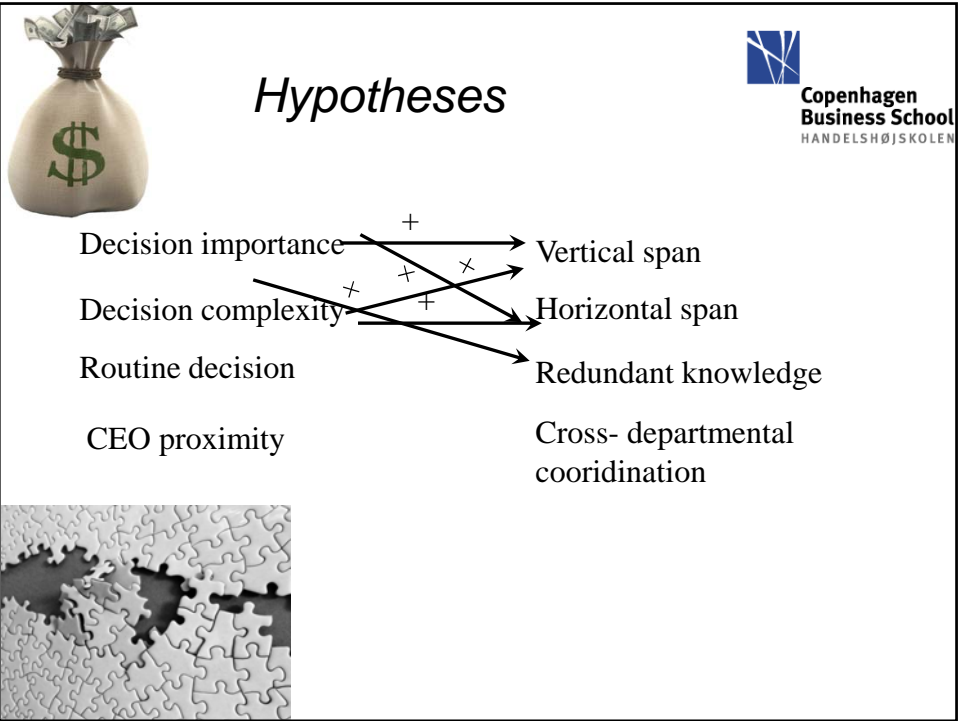 Hypotheses
Copenhagen
Business School
HANDELSHØJSKOLEN
$
+
Decision importance
Vertical span
+
+
+
+
Decision complexity
Horizontal span
Routine decision
Redundant knowledge
CEO proximity
Cross- departmental
cooridination